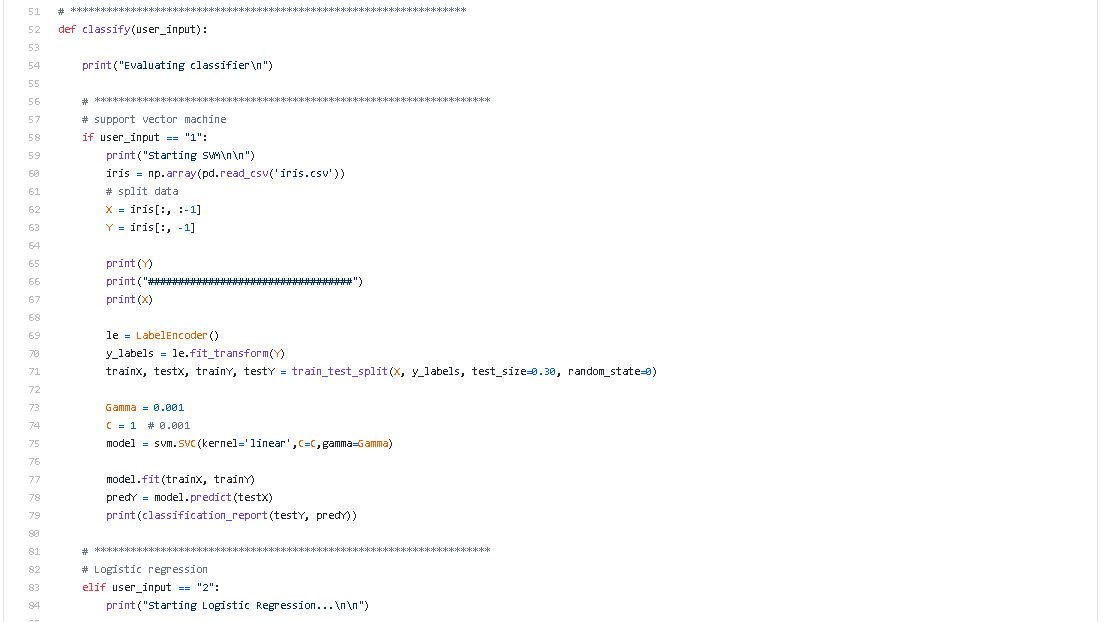 51 # ******************************************************************
52 def classify(user_input):
53
54 print("Evaluating classifier\n")
55
56 # ******************************************************************
57 # support vector machine
58 if user_input == "1":
59 print("Starting SVM\n\n")
60 iris = np.array(pd.read_csv('iris.csv'))
61 # split data
62 X = iris[:, :-1]
63 Y = iris[:, -1]
64
65 print(Y)
66 print("##################################")
67 print(X)
68
69 le = LabelEncoder()
70 y_labels = le.fit_transform(Y)
71 trainX, testX, trainY, testY = train_test_split(X, y_labels, test_size=0.30, random_state=0)
72
73 Gamma = 0.001
74 C = 1 # 0.001
75 model = svm.SVC(kernel='linear',C=C,gamma=Gamma)
76
77 model.fit(trainX, trainY)
78 predY = model.predict(testX)
79 print(classification_report(testY, predY))
80
81 # ******************************************************************
82 # Logistic regression
83 elif user_input == "2":
84 print("Starting Logistic Regression...\n\n")